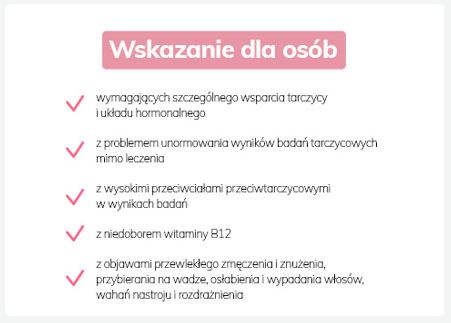 Wskazanie dla osób
wymagających szczególnego wsparcia tarczycy
i układu hormonalnego
z problemem unormowania wyników badań tarczycowych
mimo leczenia
z wysokimi przeciwciałami przeciwtarczycowymi
w wynikach badań
z niedoborem witaminy B12
z objawami przewlekłego zmęczenia i znużenia,
przybierania na wadze, osłabienia i wypadania włosów,
wahań nastroju i rozdrażnienia